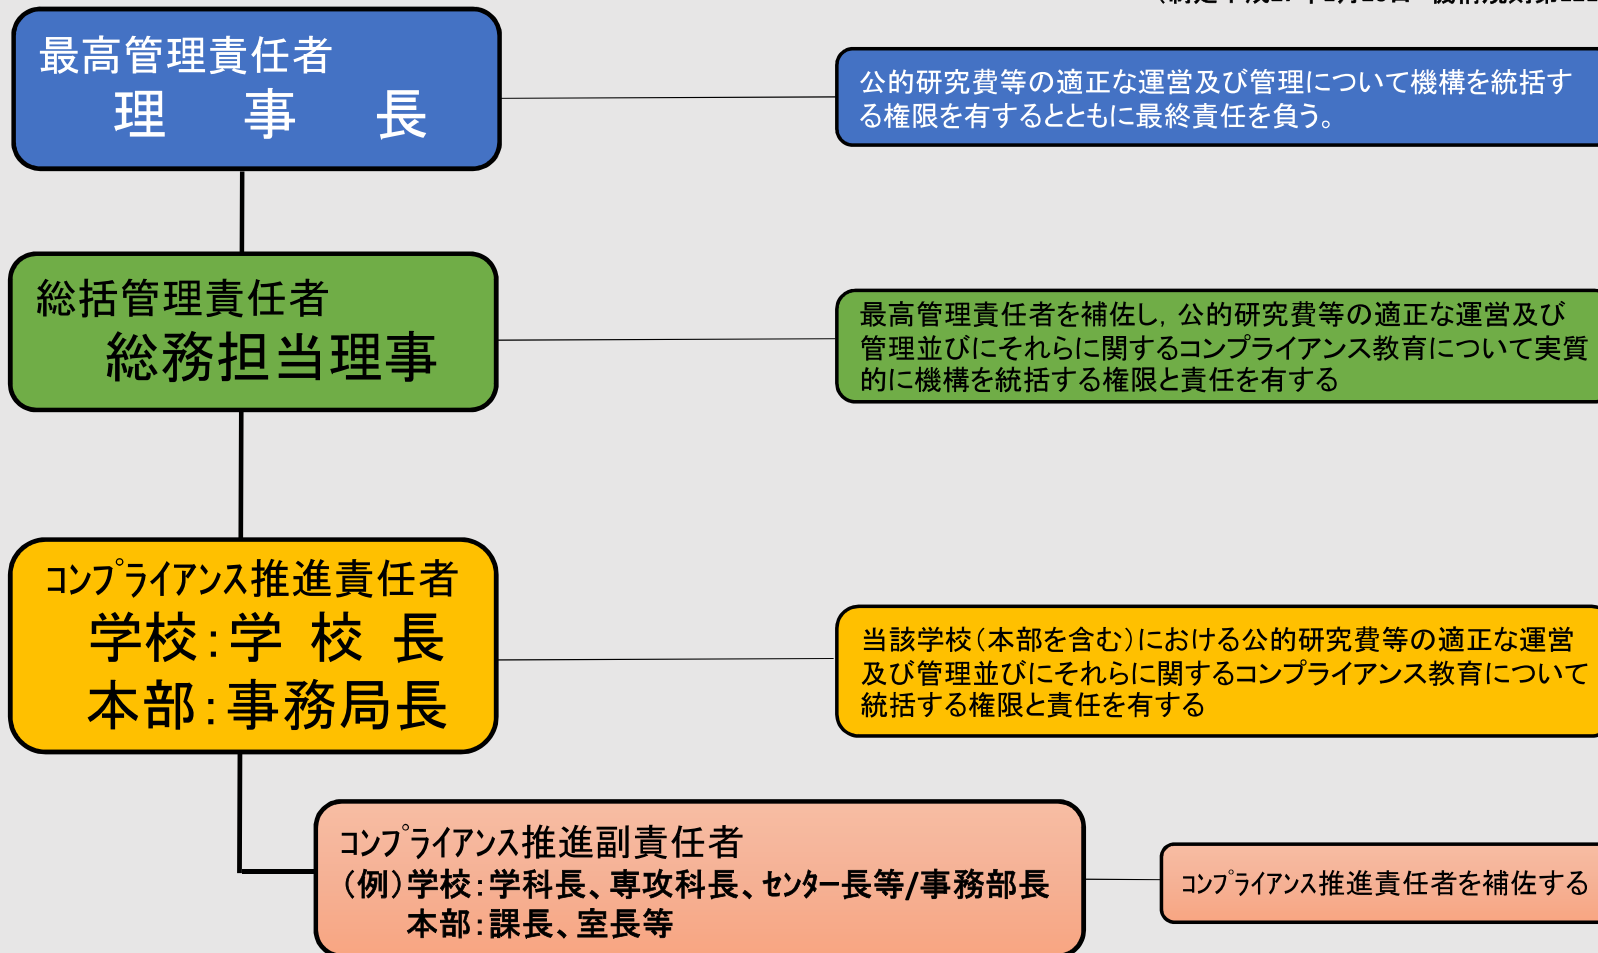 最高管理責任者
理 事 長
公的研究費等の適正な運営及び管理について機構を統括す
る権限を有するとともに最終責任を負う。
総括管理責任者
総務担当理事
最高管理責任者を補佐し，公的研究費等の適正な運営及び
管理並びにそれらに関するコンプライアンス教育について実質
的に機構を統括する権限と責任を有する
コンプライアンス推進責任者
学校：学 校 長
本部：事務局長
当該学校（本部を含む）における公的研究費等の適正な運営
及び管理並びにそれらに関するコンプライアンス教育について
統括する権限と責任を有する
コンプライアンス推進副責任者
（例）学校：学科長、専攻科長、センター長等/事務部長
本部：課長、室長等
コンプライアンス推進責任者を補佐する